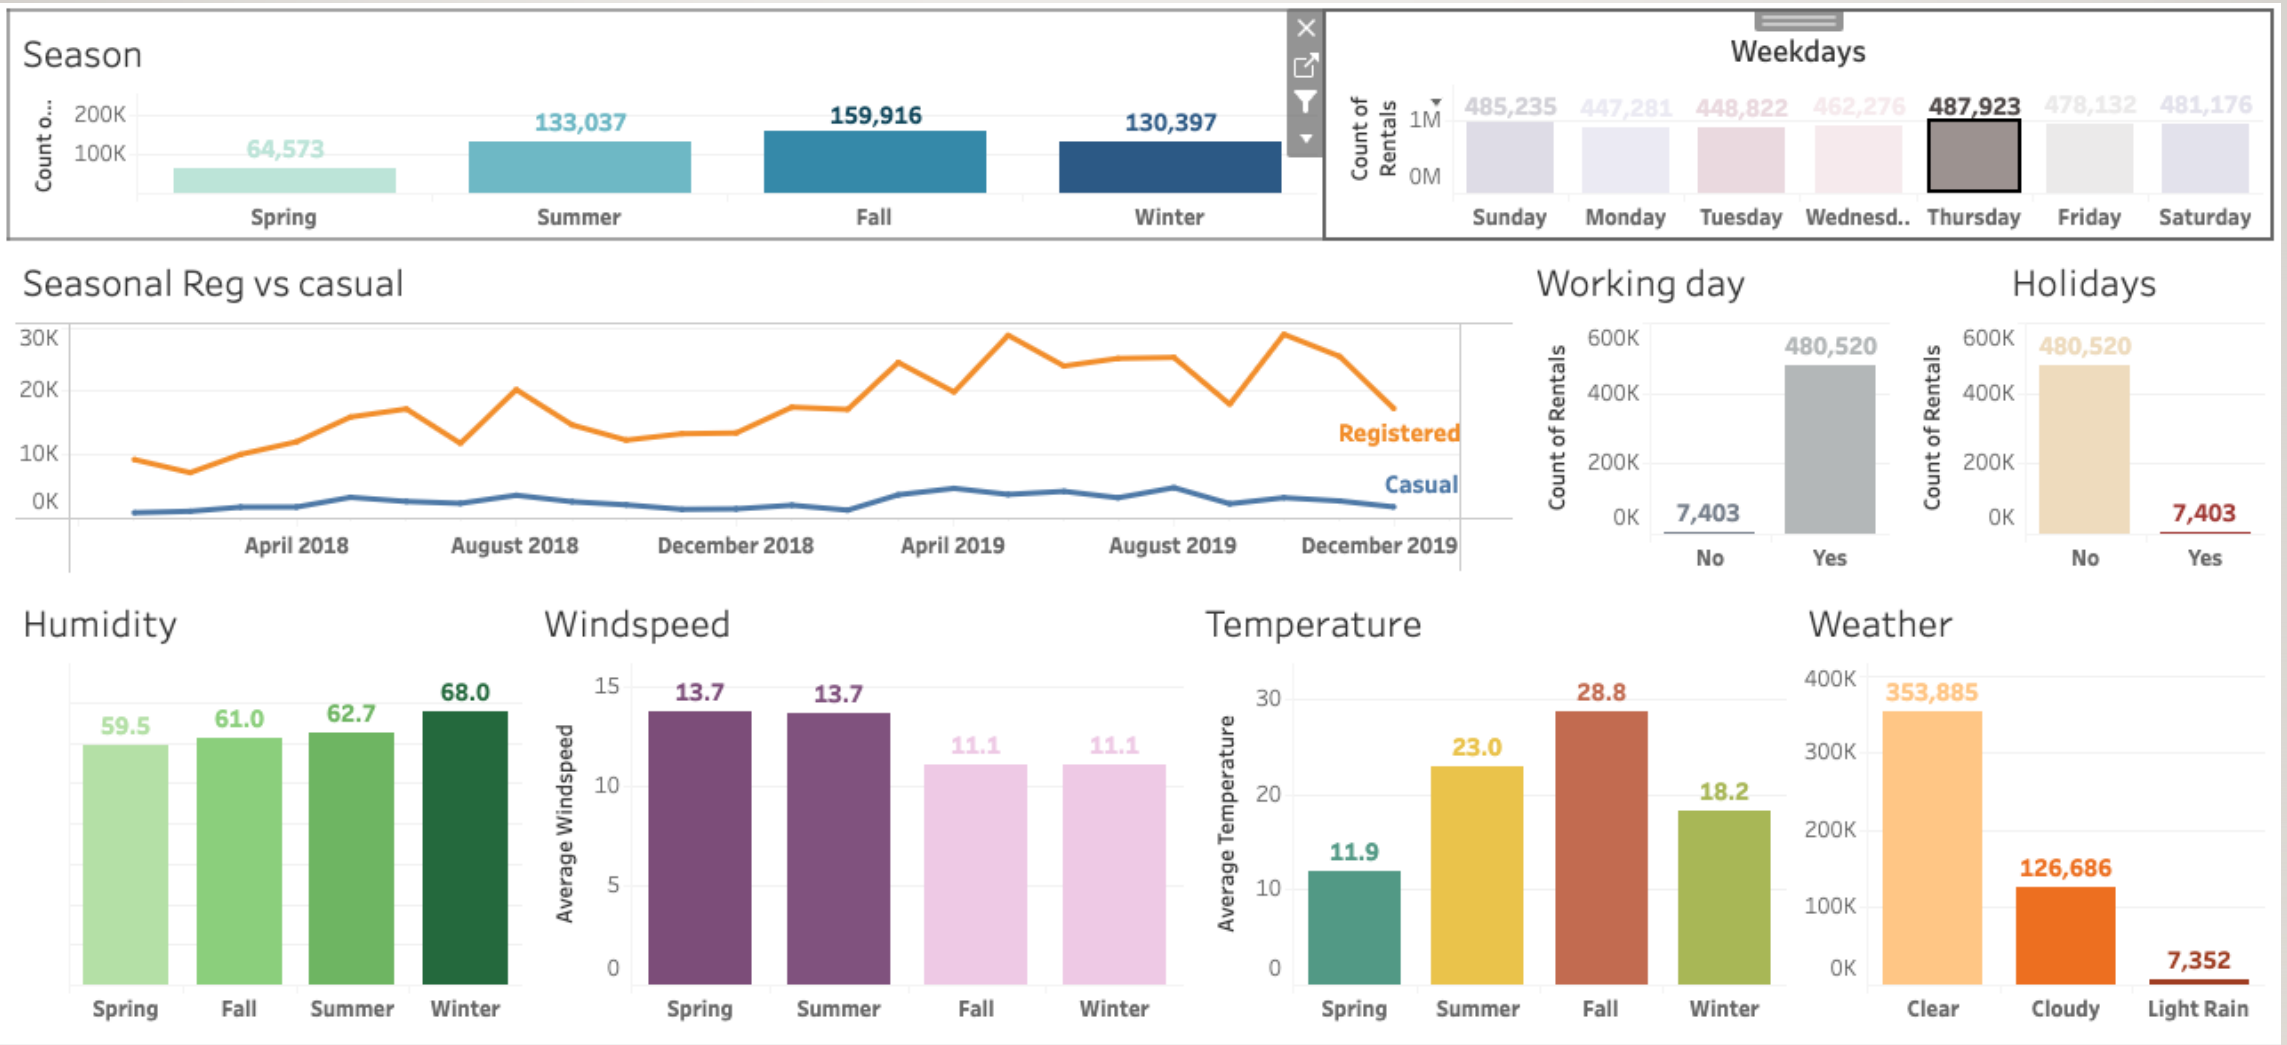 Season
Count o...
200K
100K
64,573
133,037
159,916
130,397
Spring
Summer
Fall
Winter
Weekdays
Count of
Rentals
1M
0M
485,235
447,281
448,822
462,276
487,923
478,132
481,176
Sunday
Monday
Tuesday
Wednesd..
Thursday
Friday
Saturday
Seasonal Reg vs casual
30K
20K
10K
0K
Registered
Casual
April 2018
August 2018
December 2018
April 2019
August 2019
December 2019
Working day
Count of Rentals
600K
400K
200K
0K
7,403
480,520
No
Yes
Holidays
Count of Rentals
600K
400K
200K
0K
480,520
7,403
No
Yes
Humidity
59.5
61.0
62.7
68.0
Spring
Fall
Summer
Winter
Windspeed
Average Windspeed
15
10
5
0
13.7
13.7
11.1
11.1
Spring
Summer
Fall
Winter
Temperature
Average Temperature
30
20
10
0
11.9
23.0
28.8
18.2
Spring
Summer
Fall
Winter
Weather
400K
300K
200K
100K
0K
353,885
126,686
7,352
Clear
Cloudy
Light Rain